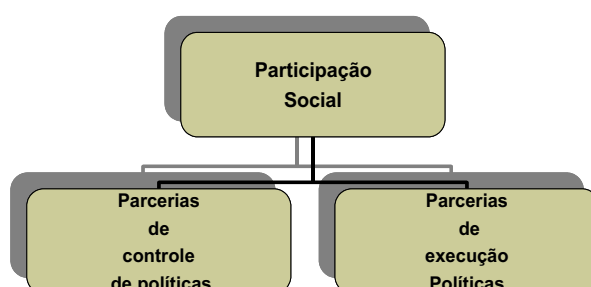 Participação
Social
Parcerias
de
controle
de políticas
Parcerias
de
execução
Políticas